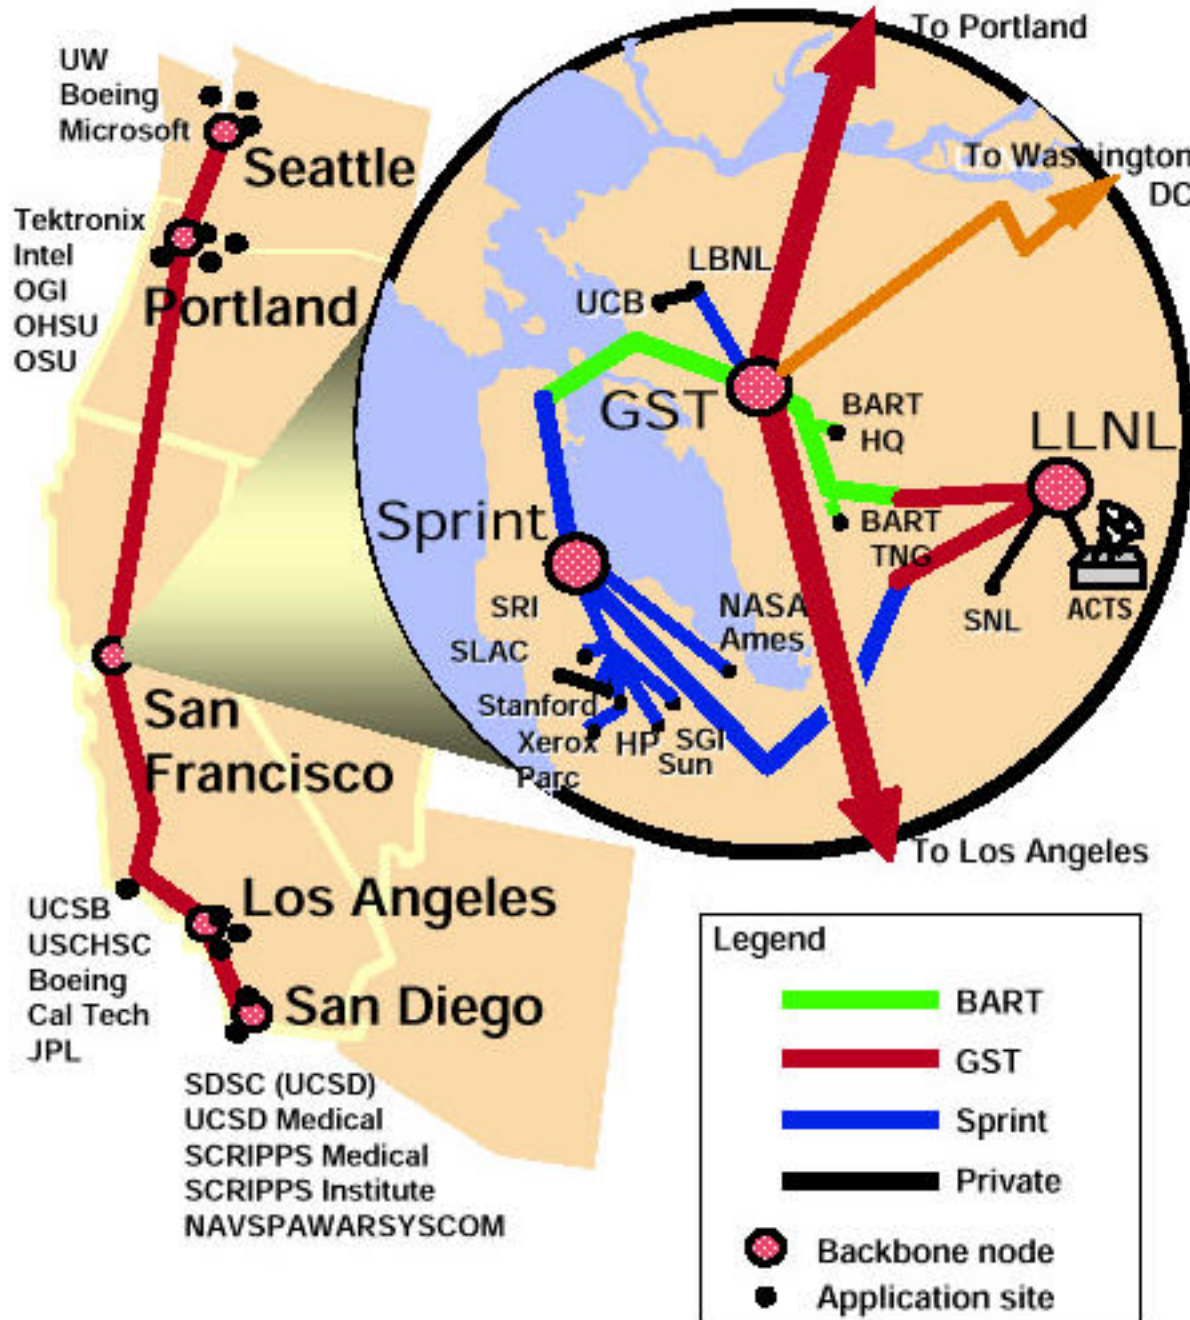 UW
Boeing
Microsoft
Seattle
Tektronix
Intel
OGI
OHSU
OSU
Portland
San
Francisco
UCSB
USCHSC
Boeing
Cal Tech
JPL
Los Angeles
San Diego
SDSC (UCSD)
UCSD Medical
SCRIPPS Medical
SCRIPPS Institute
NAVSPAWARSYSCOM
To Portland
To Washington
DC
LBNL
UCB
GST
BART
HQ
LLNL
Sprint
BART
TNG
SRI
NASA
Ames
SNL
ACTS
SLAC
Stanford
Xerox
Parc
HP
SGI
Sun
To Los Angeles
Legend
BART
GST
Sprint
Private
Backbone node
Application site